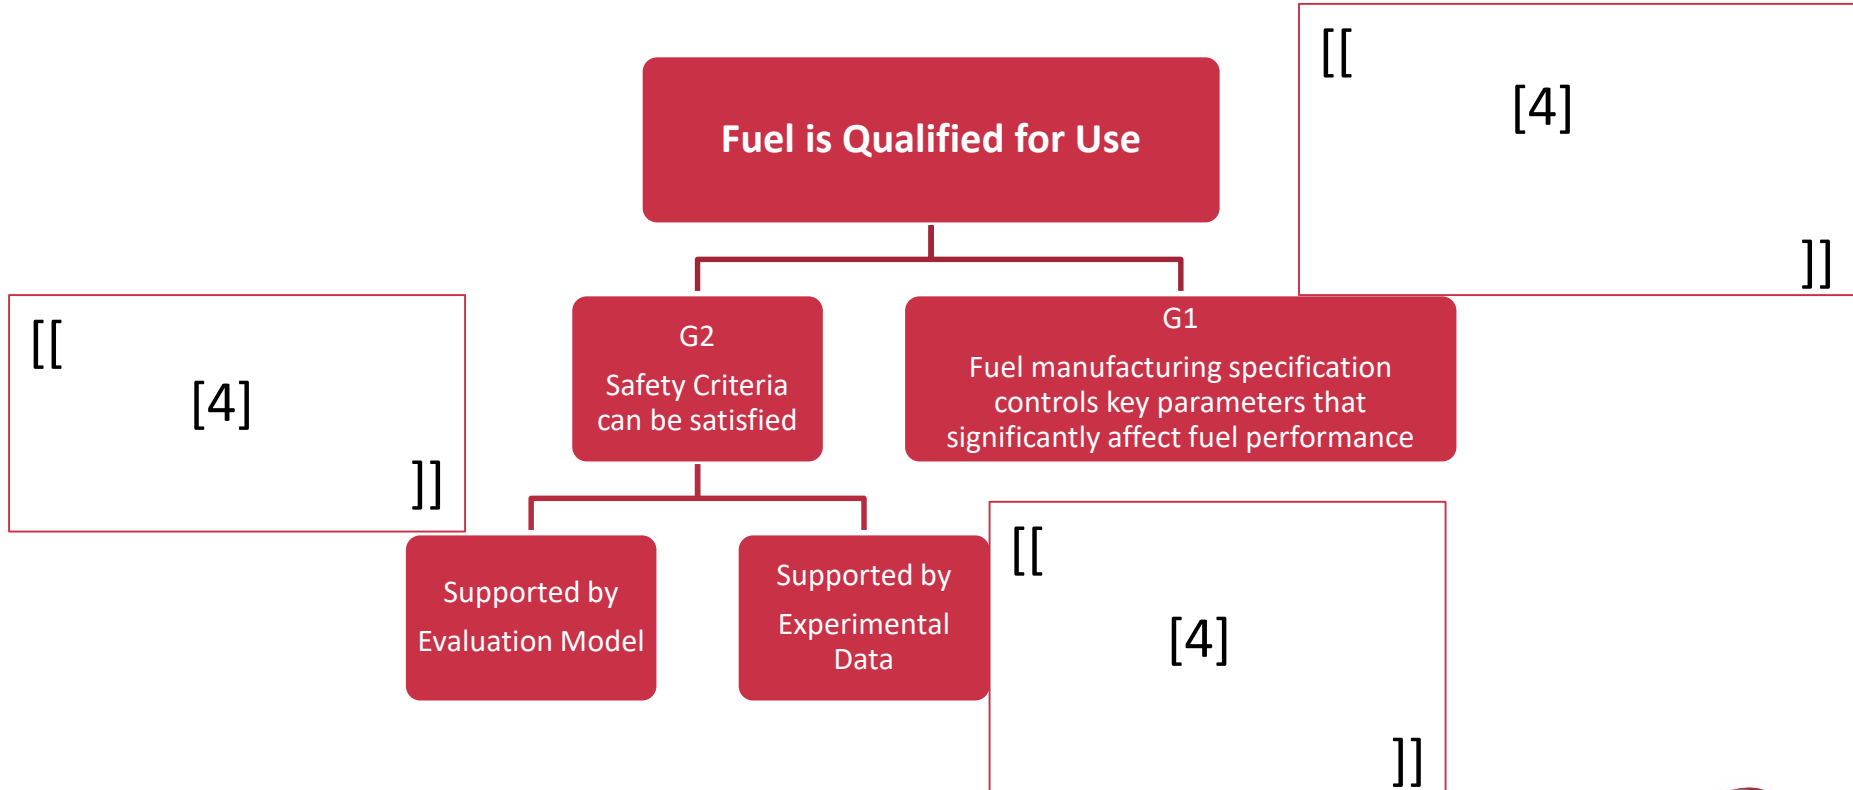 Fuel is Qualified for Use
[[
[4]
]]
G2
Safety Criteria
can be satisfied
G1
Fuel manufacturing specification
controls key parameters that
significantly affect fuel performance
[[
[4]
]]
Supported by
Evaluation Model
Supported by
Experimental
Data
[[
[4]
]]